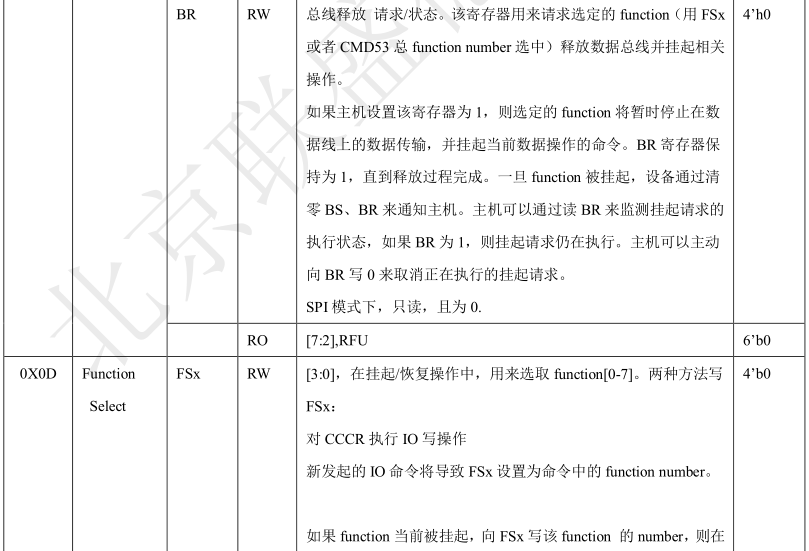 BR RW 总线释放 请求/状态。该寄存器用来请求选定的 function（用 FSx 4’h0
或者 CMD53 总 function number 选中）释放数据总线并挂起相关
操作。
如果主机设置该寄存器为 1，则选定的 function 将暂时停止在数
据线上的数据传输，并挂起当前数据操作的命令。BR 寄存器保
持为 1，直到释放过程完成。一旦 function 被挂起，设备通过清
零 BS、BR 来通知主机。主机可以通过读 BR 来监测挂起请求的
执行状态，如果 BR 为 1，则挂起请求仍在执行。主机可以主动
向 BR 写 0 来取消正在执行的挂起请求。
SPI 模式下，只读，且为 0.
RO [7:2],RFU 6’b0
0X0D Function FSx RW [3:0]，在挂起/恢复操作中，用来选取 function[0-7]。两种方法写 4’b0
Select FSx：
对 CCCR 执行 IO 写操作
新发起的 IO 命令将导致 FSx 设置为命令中的 function number。
如果 function 当前被挂起，向 FSx 写该 function 的 number，则在
北京联盛